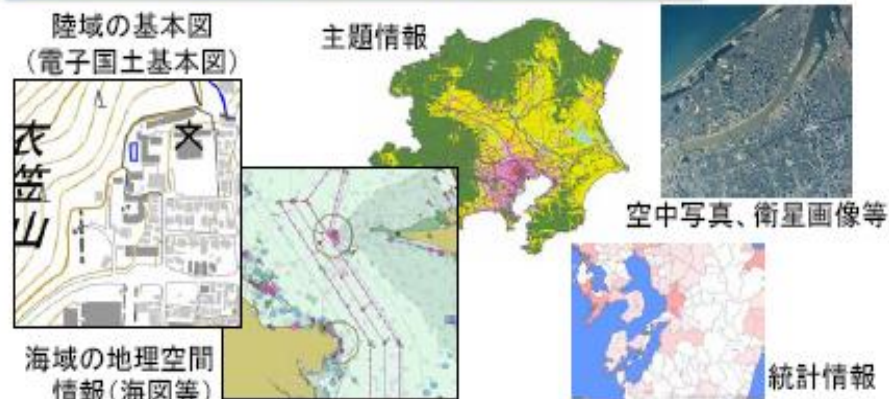 陸域の基本図
(電子国土基本図)
主題情報
衣笠山
文
空中写真、衛星画像等
海域の地理空間
情報(海図等)
統計情報